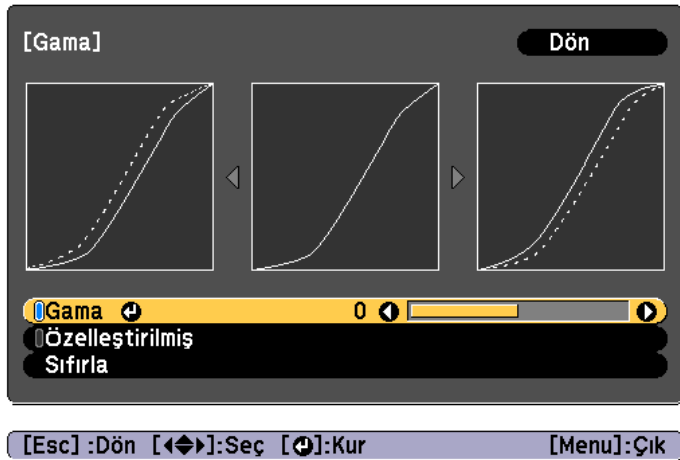 [Gama] Dön
Gama 0
Özelleştirilmiş
Sıfırla
[Esc] :Dön [ ]:Seç [ ]:Kur [Menu]:Çık